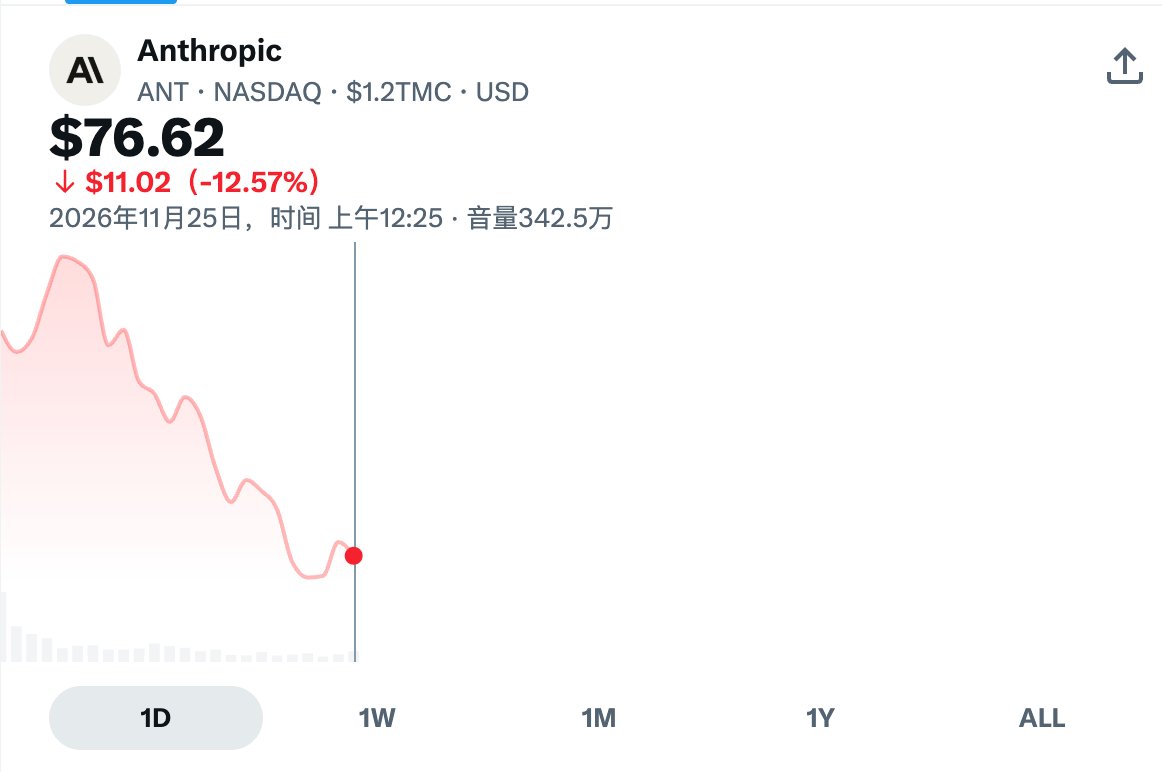 Anthropic
ANT · NASDAQ · $1.2TMC · USD
$76.62
↓ $11.02 (-12.57%)
2026年11月25日，时间 上午12:25 · 音量342.5万
1D 1W 1M 1Y ALL